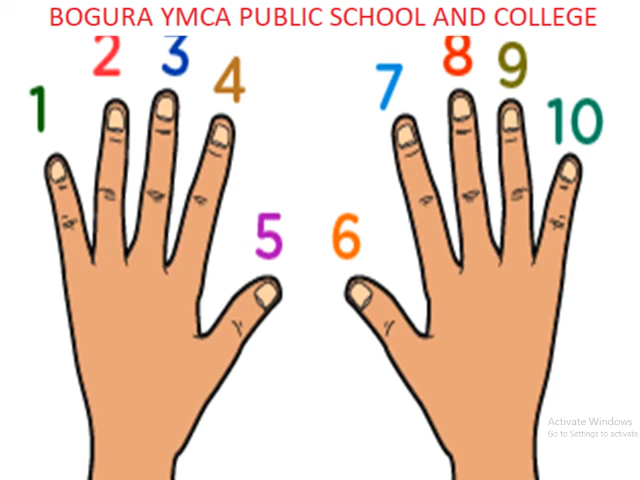 BOGURA YMCA PUBLIC SCHOOL AND COLLEGE
1 2 3 4 7 8 9 10
5 6
Activate Windows
Go to Settings to activate